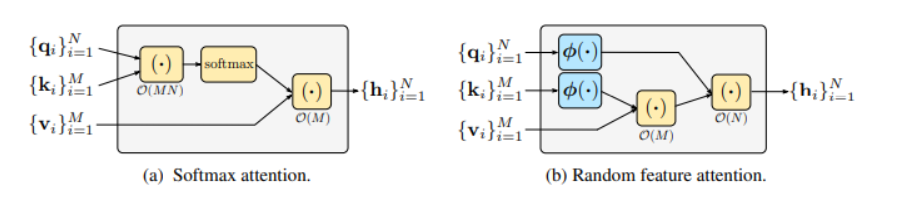 {q_i}_{i=1}^N
{k_i}_{i=1}^M
{v_i}_{i=1}^M
(·)
O(MN)
softmax
(·)
O(M)
{h_i}_{i=1}^N
(a) Softmax attention.
{q_i}_{i=1}^N
{k_i}_{i=1}^M
{v_i}_{i=1}^M
ϕ(·)
ϕ(·)
(·)
O(M)
(·)
O(N)
{h_i}_{i=1}^N
(b) Random feature attention.